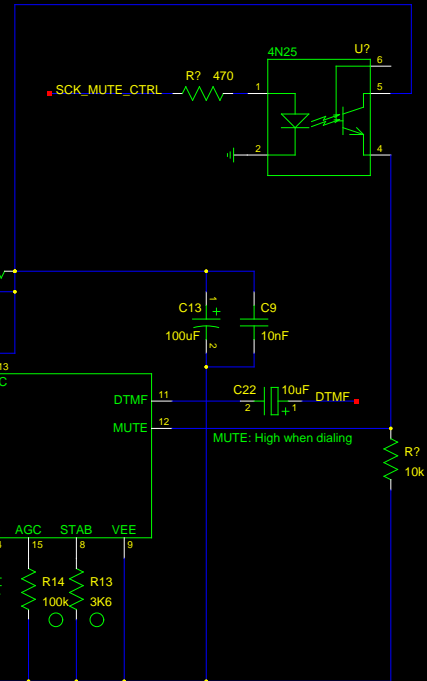 4N25
U?
6
R? 470
SCK_MUTE_CTRL
1
5
2
4
1
C13
+
C9
100uF
10nF
2
13
C
C22
10uF
DTMF
11
2
+
1
DTMF
MUTE
12
MUTE: High when dialing
R?
10k
AGC
STAB
VEE
15
8
9
R14
R13
100k
3K6